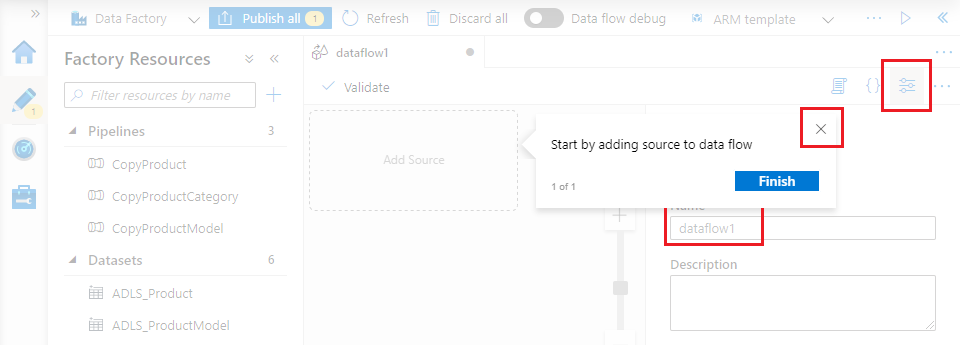 Data Factory Publish all 1 Refresh Discard all Data flow debug ARM template
Factory Resources
Filter resources by name
1
Pipelines 3
CopyProduct
CopyProductCategory
CopyProductModel
Datasets 6
ADLS_Product
ADLS_ProductModel
dataflow1
Validate
Add Source
Start by adding source to data flow
1 of 1
Finish
Name
dataflow1
Description